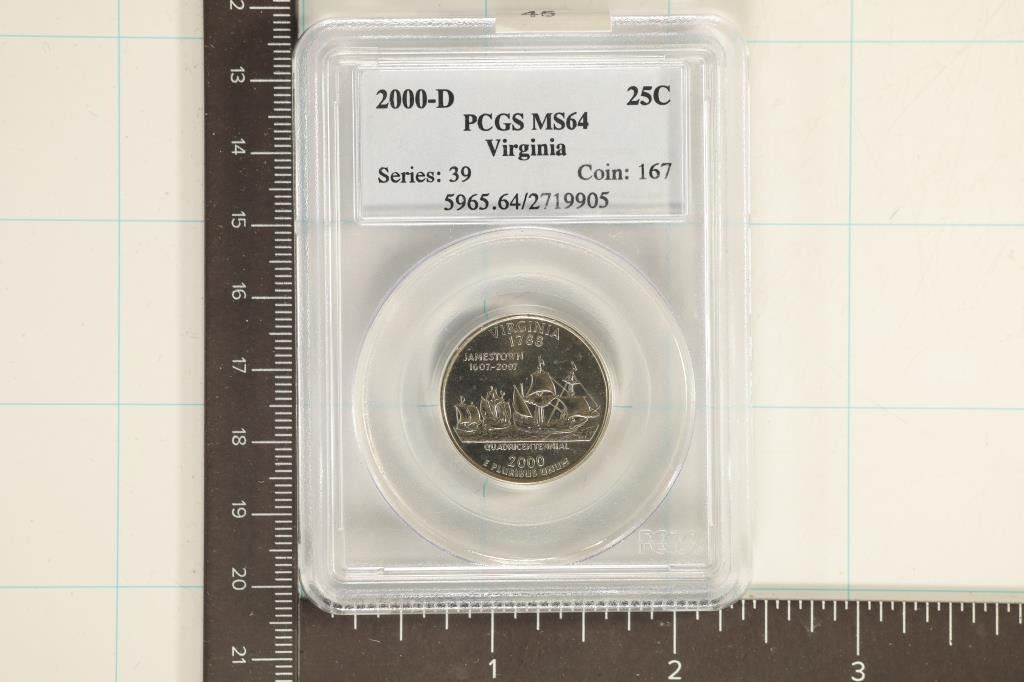 45
2000-D 25C
PCGS MS64
Virginia
Series: 39 Coin: 167
5965.64/2719905
VIRGINIA
1788
JAMESTOWN
1607-2007
QUADRICENTENNIAL
2000
E PLURIBUS UNUM
PCGS
12
13
14
15
16
17
18
19
20
21
1 2 3